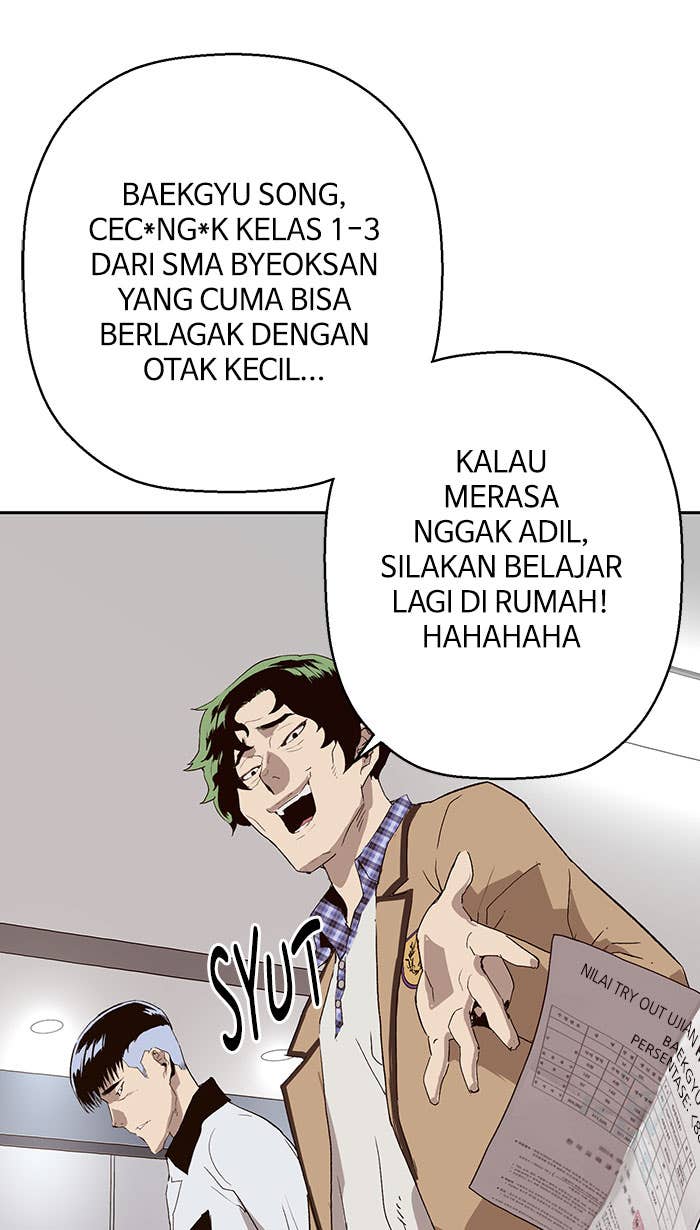 BAEKGYU SONG,
CEC*NG*K KELAS 1-3
DARI SMA BYEOKSAN
YANG CUMA BISA
BERLAGAK DENGAN
OTAK KECIL...
KALAU
MERASA
NGGAK ADIL,
SILAKAN BELAJAR
LAGI DI RUMAH!
HAHAHAHA
SYUT
NILAI TRY OUT UJIAN
BAEKGYU
PERSENTASE: